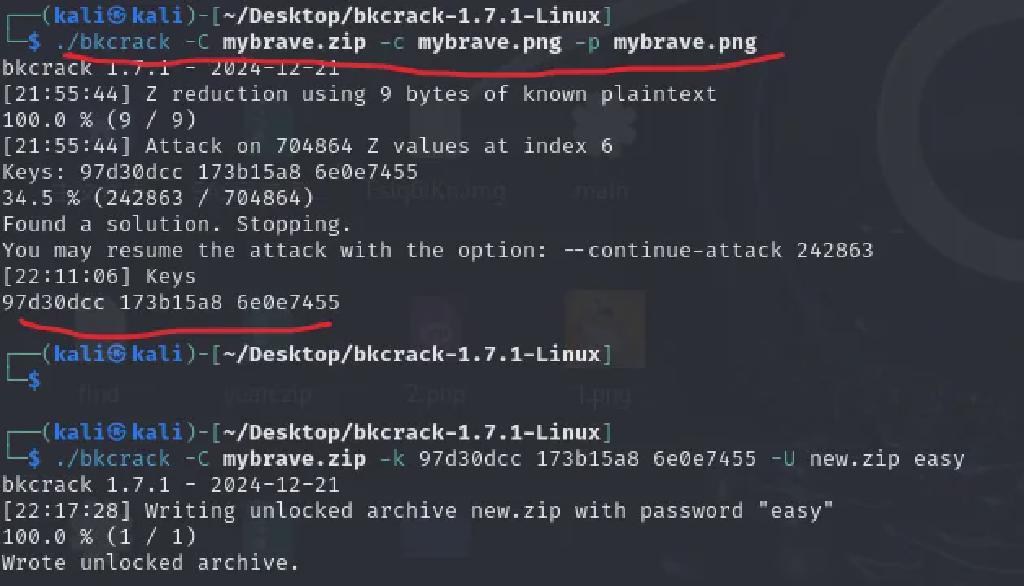 ┌──(kali㉿kali)-[~/Desktop/bkcrack-1.7.1-Linux]
└─$ ./bkcrack -C mybrave.zip -c mybrave.png -p mybrave.png
bkcrack 1.7.1 - 2024-12-21
[21:55:44] Z reduction using 9 bytes of known plaintext
100.0 % (9 / 9)
[21:55:44] Attack on 704864 Z values at index 6
Keys: 97d30dcc 173b15a8 6e0e7455
34.5 % (242863 / 704864)
Found a solution. Stopping.
You may resume the attack with the option: --continue-attack 242863
[22:11:06] Keys
97d30dcc 173b15a8 6e0e7455
┌──(kali㉿kali)-[~/Desktop/bkcrack-1.7.1-Linux]
└─$
find 2.php 1.png
┌──(kali㉿kali)-[~/Desktop/bkcrack-1.7.1-Linux]
└─$ ./bkcrack -C mybrave.zip -k 97d30dcc 173b15a8 6e0e7455 -U new.zip easy
bkcrack 1.7.1 - 2024-12-21
[22:17:28] Writing unlocked archive new.zip with password "easy"
100.0 % (1 / 1)
Wrote unlocked archive.